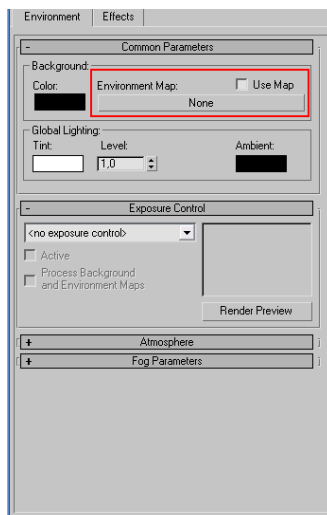 Environment Effects
- Common Parameters
Background:
Color: Environment Map: Use Map
None
Global Lighting:
Tint: Level: Ambient:
1,0
- Exposure Control
<no exposure control>
Active
Process Background
and Environment Maps
Render Preview
+ Atmosphere
+ Fog Parameters